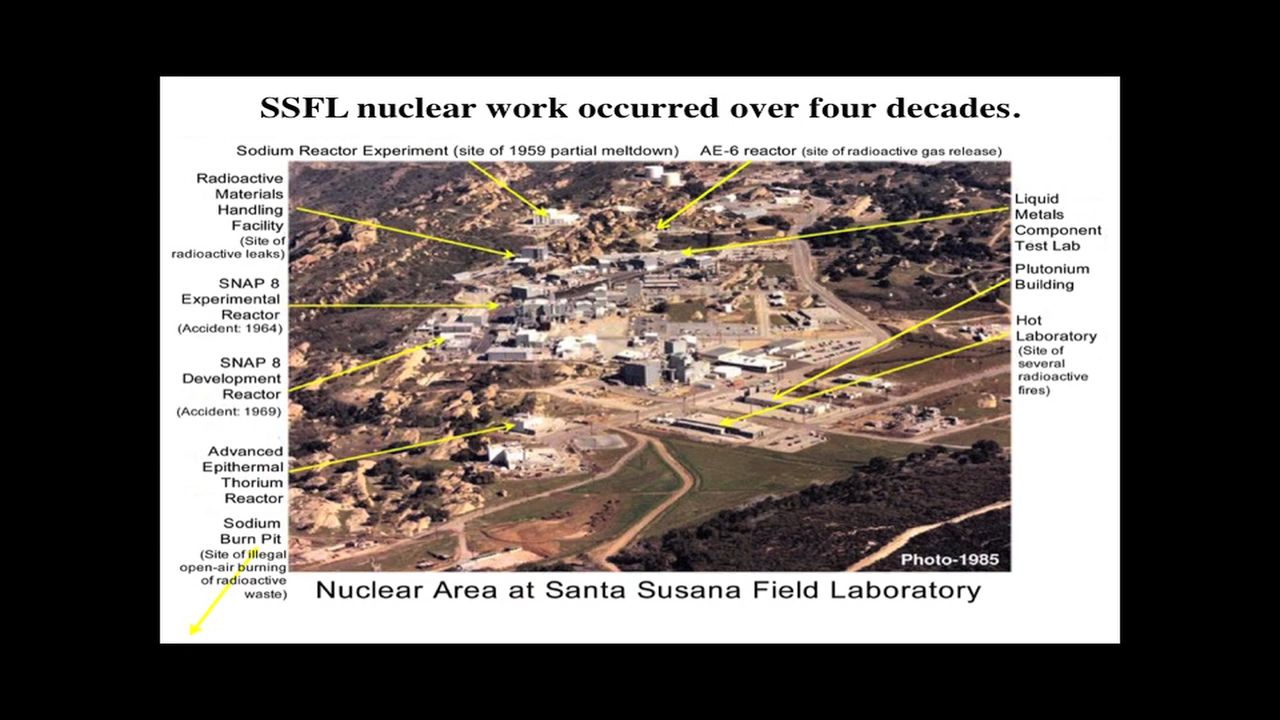 SSFL nuclear work occurred over four decades.
Sodium Reactor Experiment (site of 1959 partial meltdown)
AE-6 reactor (site of radioactive gas release)
Radioactive
Materials
Handling
Facility
(Site of
radioactive leaks)
SNAP 8
Experimental
Reactor
(Accident: 1964)
SNAP 8
Development
Reactor
(Accident: 1969)
Advanced
Epithermal
Thorium
Reactor
Sodium
Burn Pit
(Site of illegal
open-air burning
of radioactive
waste)
Liquid
Metals
Component
Test Lab
Plutonium
Building
Hot
Laboratory
(Site of
several
radioactive
fires)
Photo-1985
Nuclear Area at Santa Susana Field Laboratory